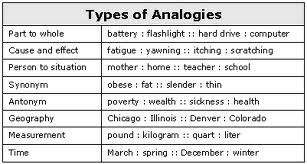 Types of Analogies
Part to whole battery : flashlight :: hard drive : computer
Cause and effect fatigue : yawning :: itching : scratching
Person to situation mother : home :: teacher : school
Synonym obese : fat :: slender : thin
Antonym poverty : wealth :: sickness : health
Geography Chicago : Illinois :: Denver : Colorado
Measurement pound : kilogram :: quart : liter
Time March : spring :: December : winter